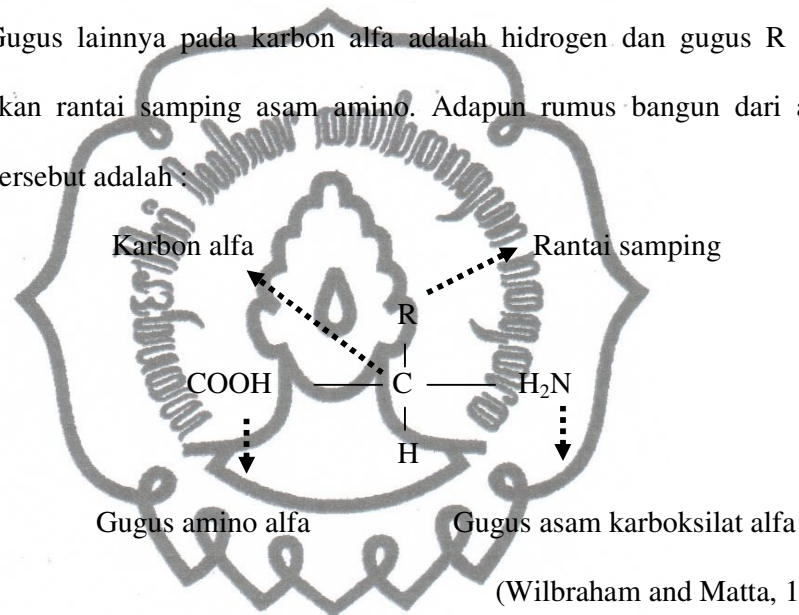 Gugus lainnya pada karbon alfa adalah hidrogen dan gugus R
kan rantai samping asam amino. Adapun rumus bangun dari a
ersebut adalah :
Karbon alfa Rantai samping
R
COOH C H₂N
H
Gugus amino alfa Gugus asam karboksilat alfa
(Wilbraham and Matta, 1